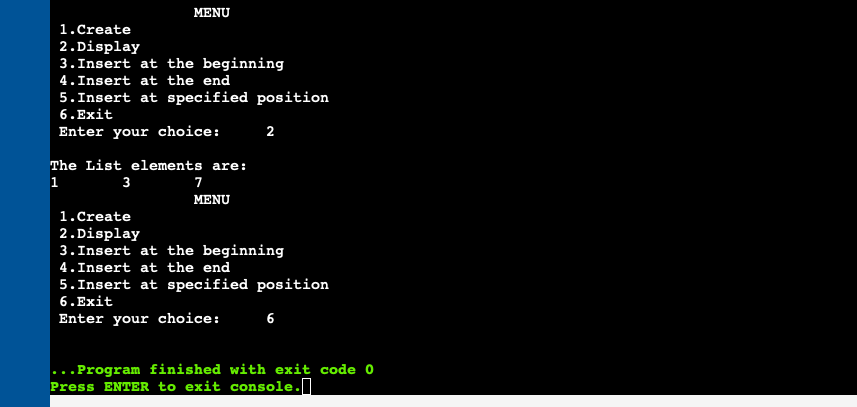 MENU
1.Create
2.Display
3.Insert at the beginning
4.Insert at the end
5.Insert at specified position
6.Exit
Enter your choice:     2
The List elements are:
1       3       7
MENU
1.Create
2.Display
3.Insert at the beginning
4.Insert at the end
5.Insert at specified position
6.Exit
Enter your choice:     6
...Program finished with exit code 0
Press ENTER to exit console.